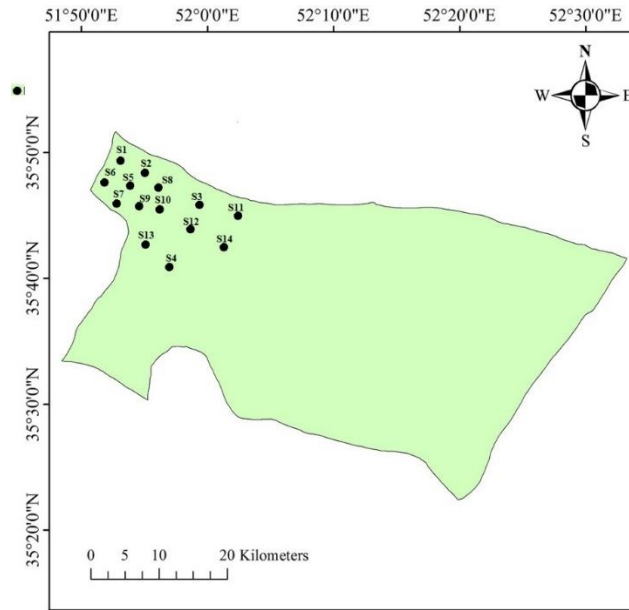 51°50'0"E 52°0'0"E 52°10'0"E 52°20'0"E 52°30'0"E
N
W E
S
35°50'0"N
35°40'0"N
35°30'0"N
35°20'0"N
S1
S2
S6
S5
S8
S7
S9
S10
S3
S11
S12
S13
S14
S4
0 5 10 20 Kilometers